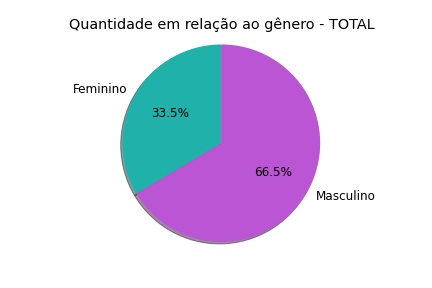 Quantidade em relação ao gênero - TOTAL
Feminino
33.5%
66.5%
Masculino